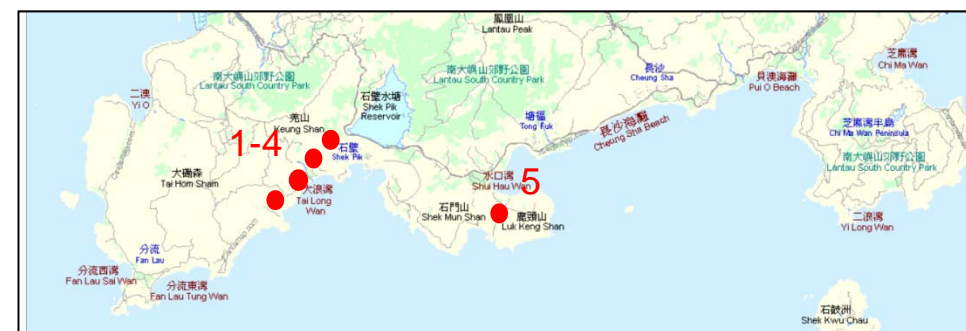 鳳凰山
Lantau Peak
芝麻灣
Chi Ma Wan
南大嶼山郊野公園
Lantau South Country Park
南大嶼山郊野公園
Lantau South Country Park
長沙
Cheung Sha
貝澳海灘
Pui O Beach
二澳
Yi O
石壁水塘
Shek Pik
Reservoir
羌山
Keung Shan
塘福
Tong Fuk
長沙海灘
Cheung Sha Beach
芝麻灣半島
Chi Ma Wan Peninsula
1-4
石壁
Shek Pik
南大嶼山郊野公園
Lantau South Country Park
大磡森
Tai Hom Sham
水口灣
Shui Hau Wan
5
大浪灣
Tai Long
Wan
石門山
Shek Mun Shan
鹿頸山
Luk Keng Shan
二浪灣
Yi Long Wan
分流
Fan Lau
分流西灣
Fan Lau Sai Wan
分流東灣
Fan Lau Tung Wan
石鼓洲
Shek Kwu Chau